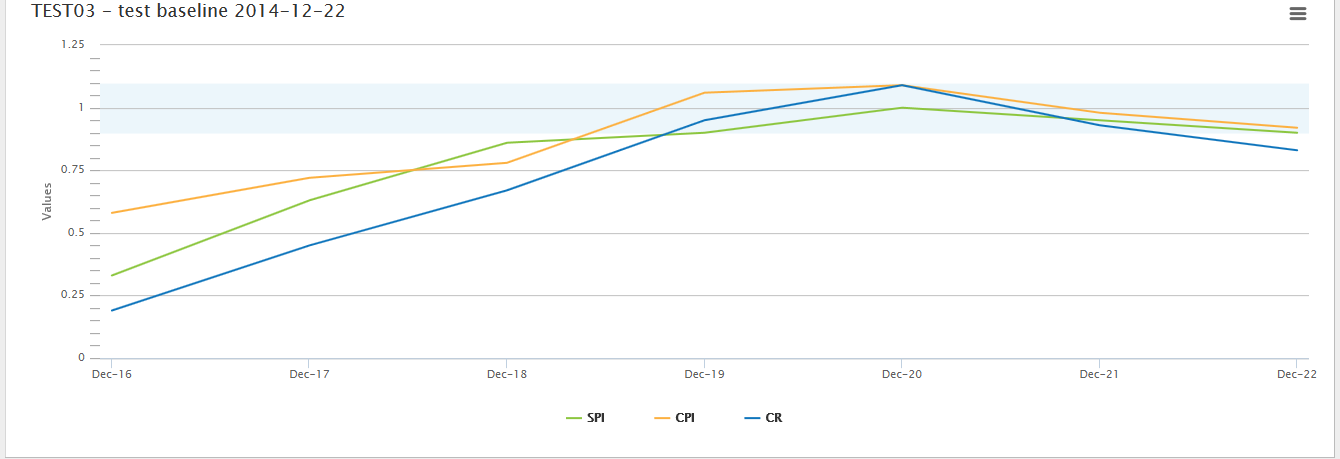 TEST03 - test baseline 2014-12-22
1.25
1
0.75
0.5
0.25
0
Values
Dec-16 Dec-17 Dec-18 Dec-19 Dec-20 Dec-21 Dec-22
SPI CPI CR